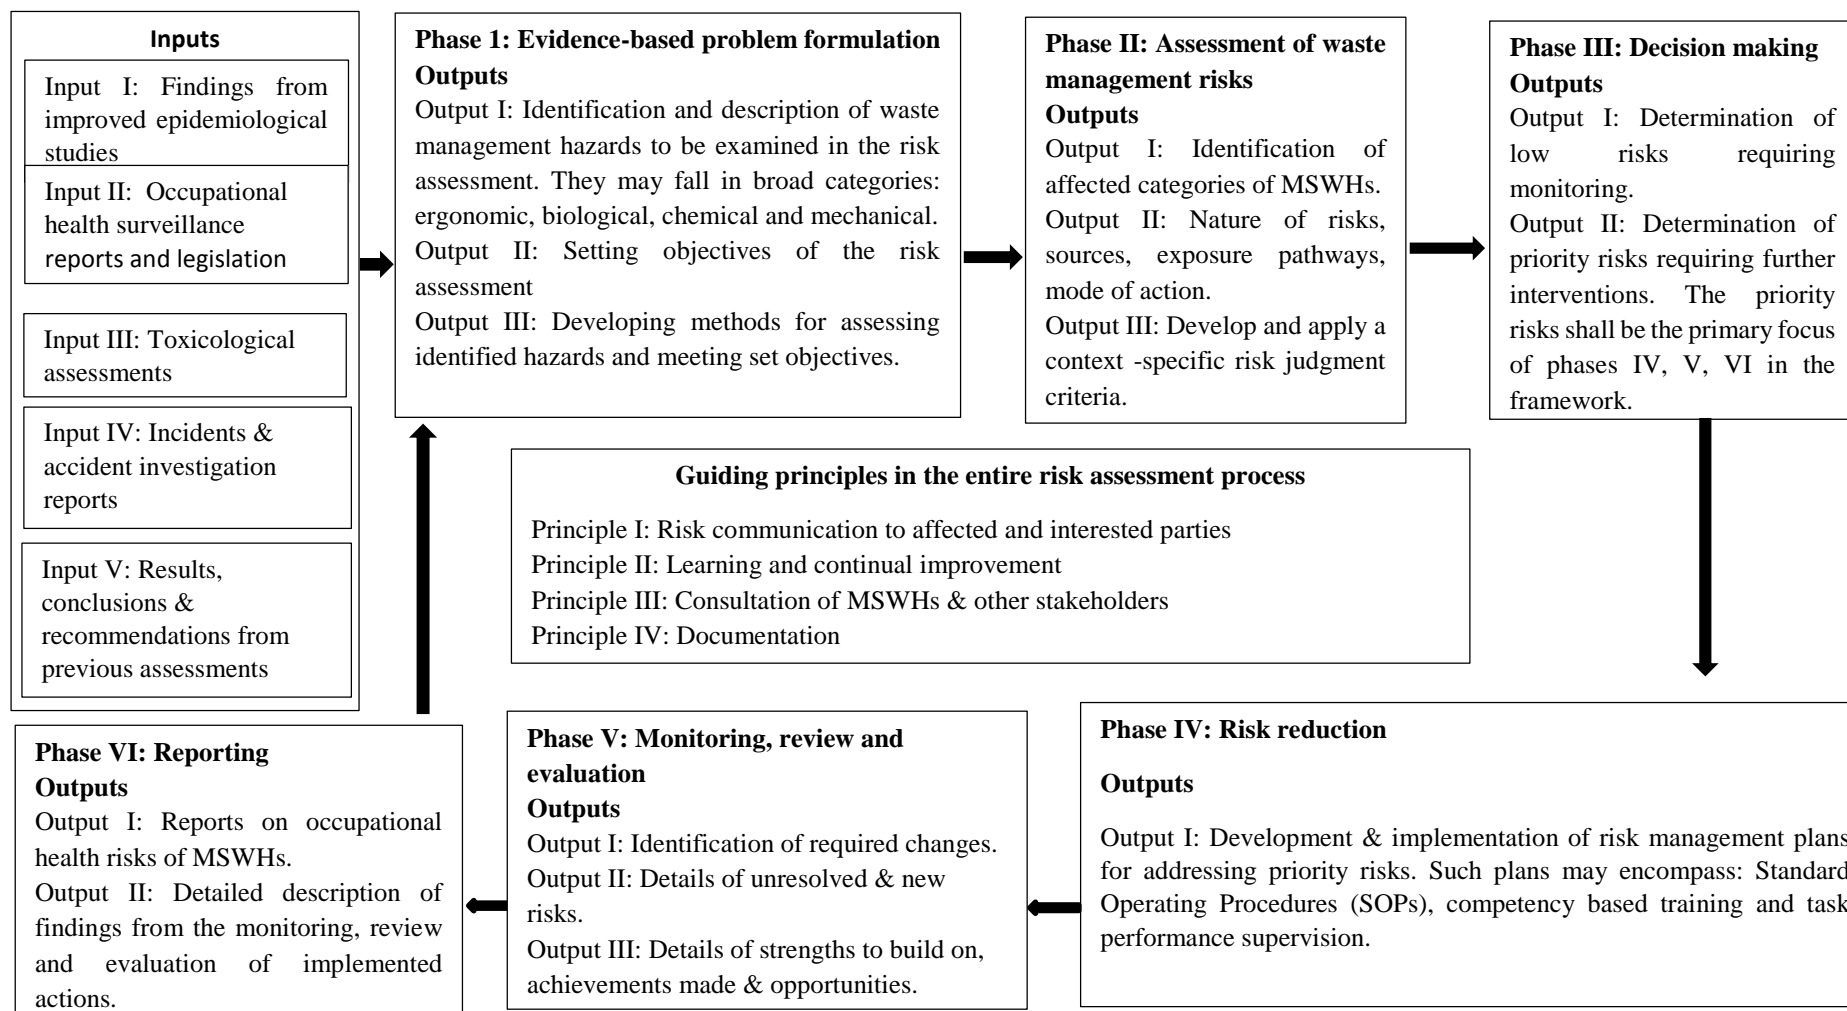 Inputs
Input I: Findings from
improved epidemiological
studies
Input II: Occupational
health surveillance
reports and legislation
Input III: Toxicological
assessments
Input IV: Incidents &
accident investigation
reports
Input V: Results,
conclusions &
recommendations from
previous assessments
Phase 1: Evidence-based problem formulation
Outputs
Output I: Identification and description of waste
management hazards to be examined in the risk
assessment. They may fall in broad categories:
ergonomic, biological, chemical and mechanical.
Output II: Setting objectives of the risk
assessment
Output III: Developing methods for assessing
identified hazards and meeting set objectives.
Phase II: Assessment of waste
management risks
Outputs
Output I: Identification of
affected categories of MSWHs.
Output II: Nature of risks,
sources, exposure pathways,
mode of action.
Output III: Develop and apply a
context -specific risk judgment
criteria.
Phase III: Decision making
Outputs
Output I: Determination of
low risks requiring
monitoring.
Output II: Determination of
priority risks requiring further
interventions. The priority
risks shall be the primary focus
of phases IV, V, VI in the
framework.
Guiding principles in the entire risk assessment process
Principle I: Risk communication to affected and interested parties
Principle II: Learning and continual improvement
Principle III: Consultation of MSWHs & other stakeholders
Principle IV: Documentation
Phase VI: Reporting
Outputs
Output I: Reports on occupational
health risks of MSWHs.
Output II: Detailed description of
findings from the monitoring, review
and evaluation of implemented
actions.
Phase V: Monitoring, review and
evaluation
Outputs
Output I: Identification of required changes.
Output II: Details of unresolved & new
risks.
Output III: Details of strengths to build on,
achievements made & opportunities.
Phase IV: Risk reduction
Outputs
Output I: Development & implementation of risk management plans
for addressing priority risks. Such plans may encompass: Standard
Operating Procedures (SOPs), competency based training and task
performance supervision.